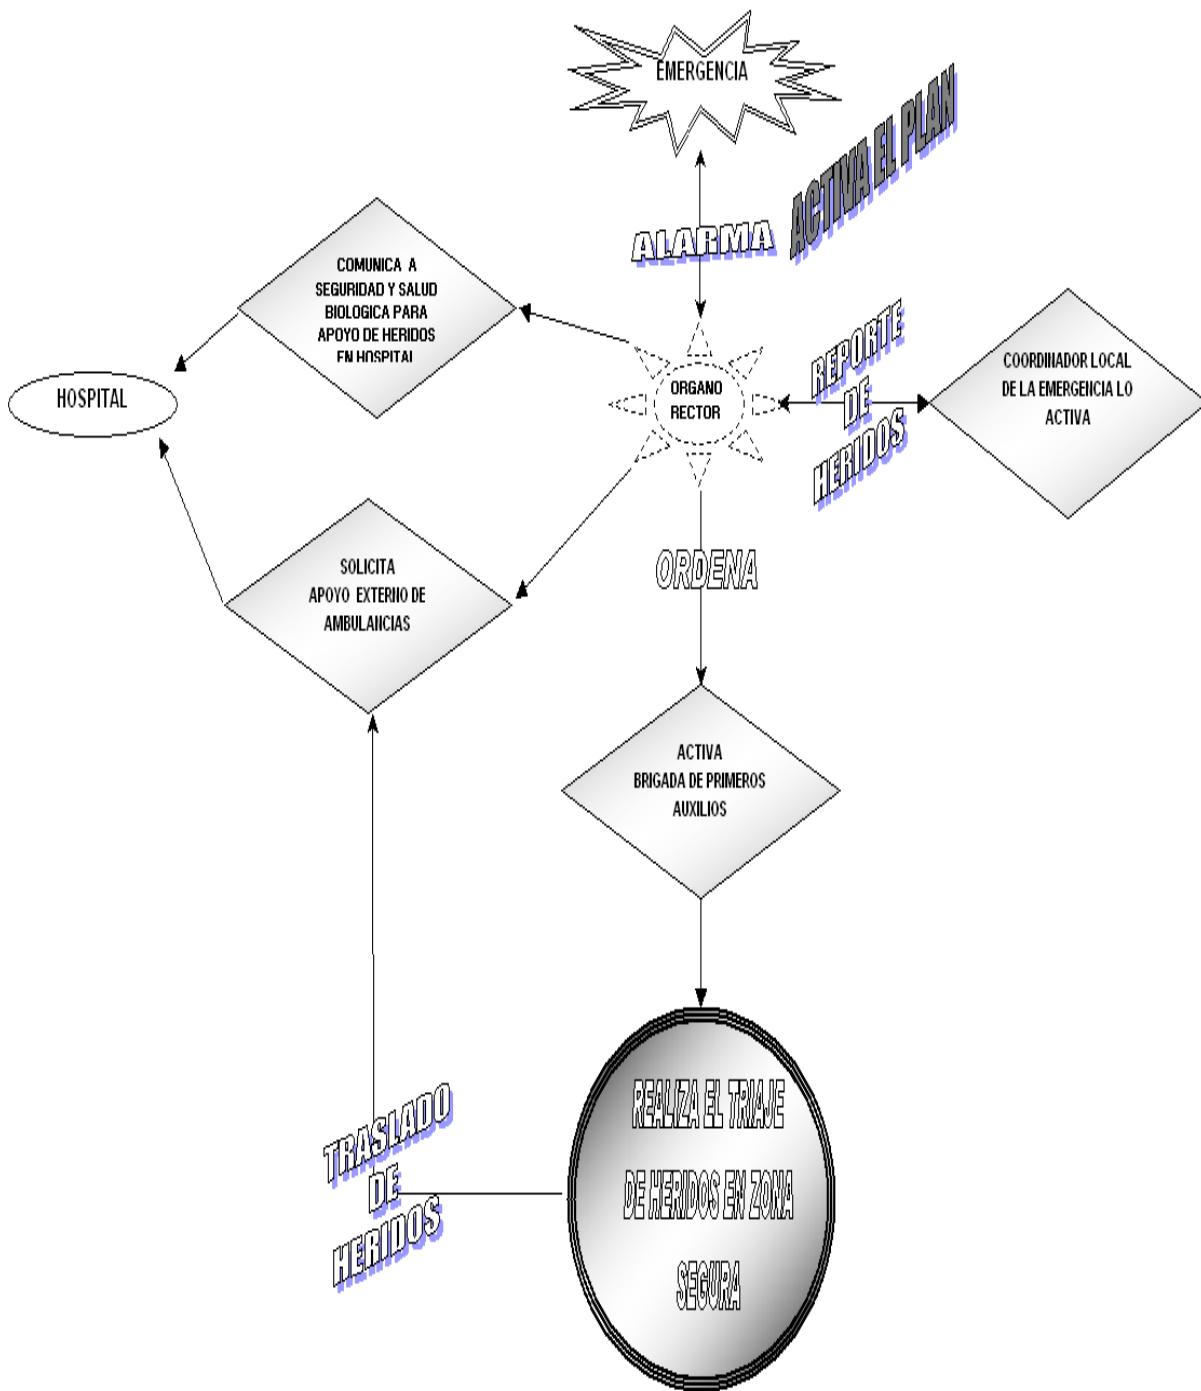 EMERGENCIA
ACTIVA EL PLAN
ALARMA
COMUNICA A
SEGURIDAD Y SALUD
BIOLOGICA PARA
APOYO DE HERIDOS
EN HOSPITAL
HOSPITAL
ORGANO
RECTOR
REPORTE
DE
HERIDOS
COORDINADOR LOCAL
DE LA EMERGENCIA LO
ACTIVA
SOLICITA
APOYO EXTERNO DE
AMBULANCIAS
ORDENA
ACTIVA
BRIGADA DE PRIMEROS
AUXILIOS
TRASLADO
DE
HERIDOS
REALIZA EL TRIAJE
DE HERIDOS EN ZONA
SEGURA